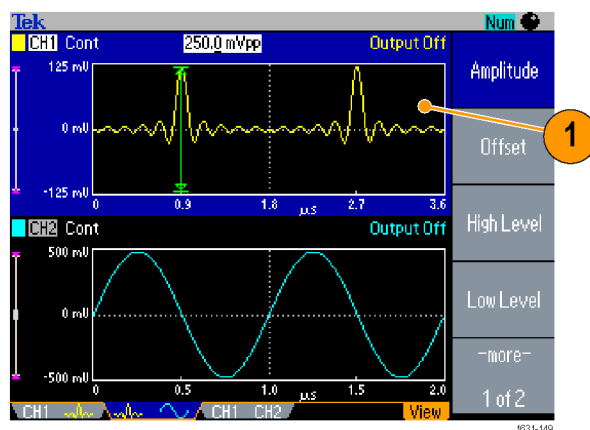 Tek Num
CH1 Cont 250.0 mVpp Output Off
125 mV
0 mV
-125 mV
0 0.9 1.8 µs 2.7 3.6
CH2 Cont Output Off
500 mV
0 mV
-500 mV
0 0.5 1.0 µs 1.5 2.0
CH1 CH1 CH2 View
Amplitude
Offset
High Level
Low Level
-more-
1 of 2
1
1631-149